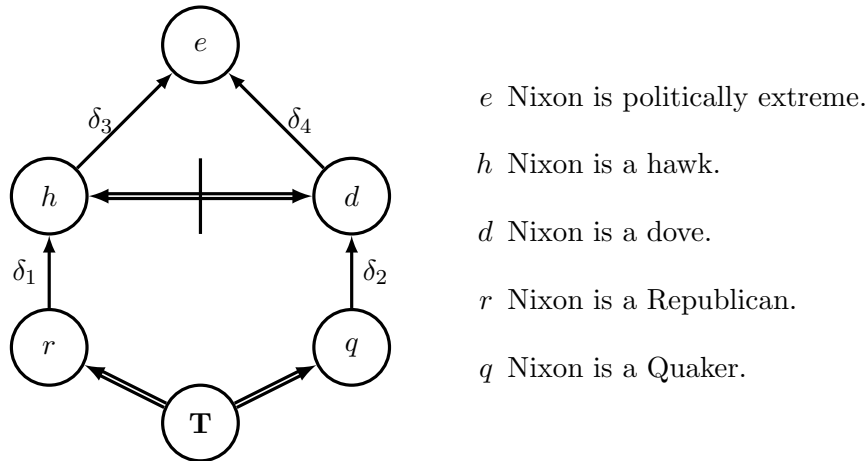 e
δ3
δ4
h
d
δ1
δ2
r
q
T
e Nixon is politically extreme.
h Nixon is a hawk.
d Nixon is a dove.
r Nixon is a Republican.
q Nixon is a Quaker.